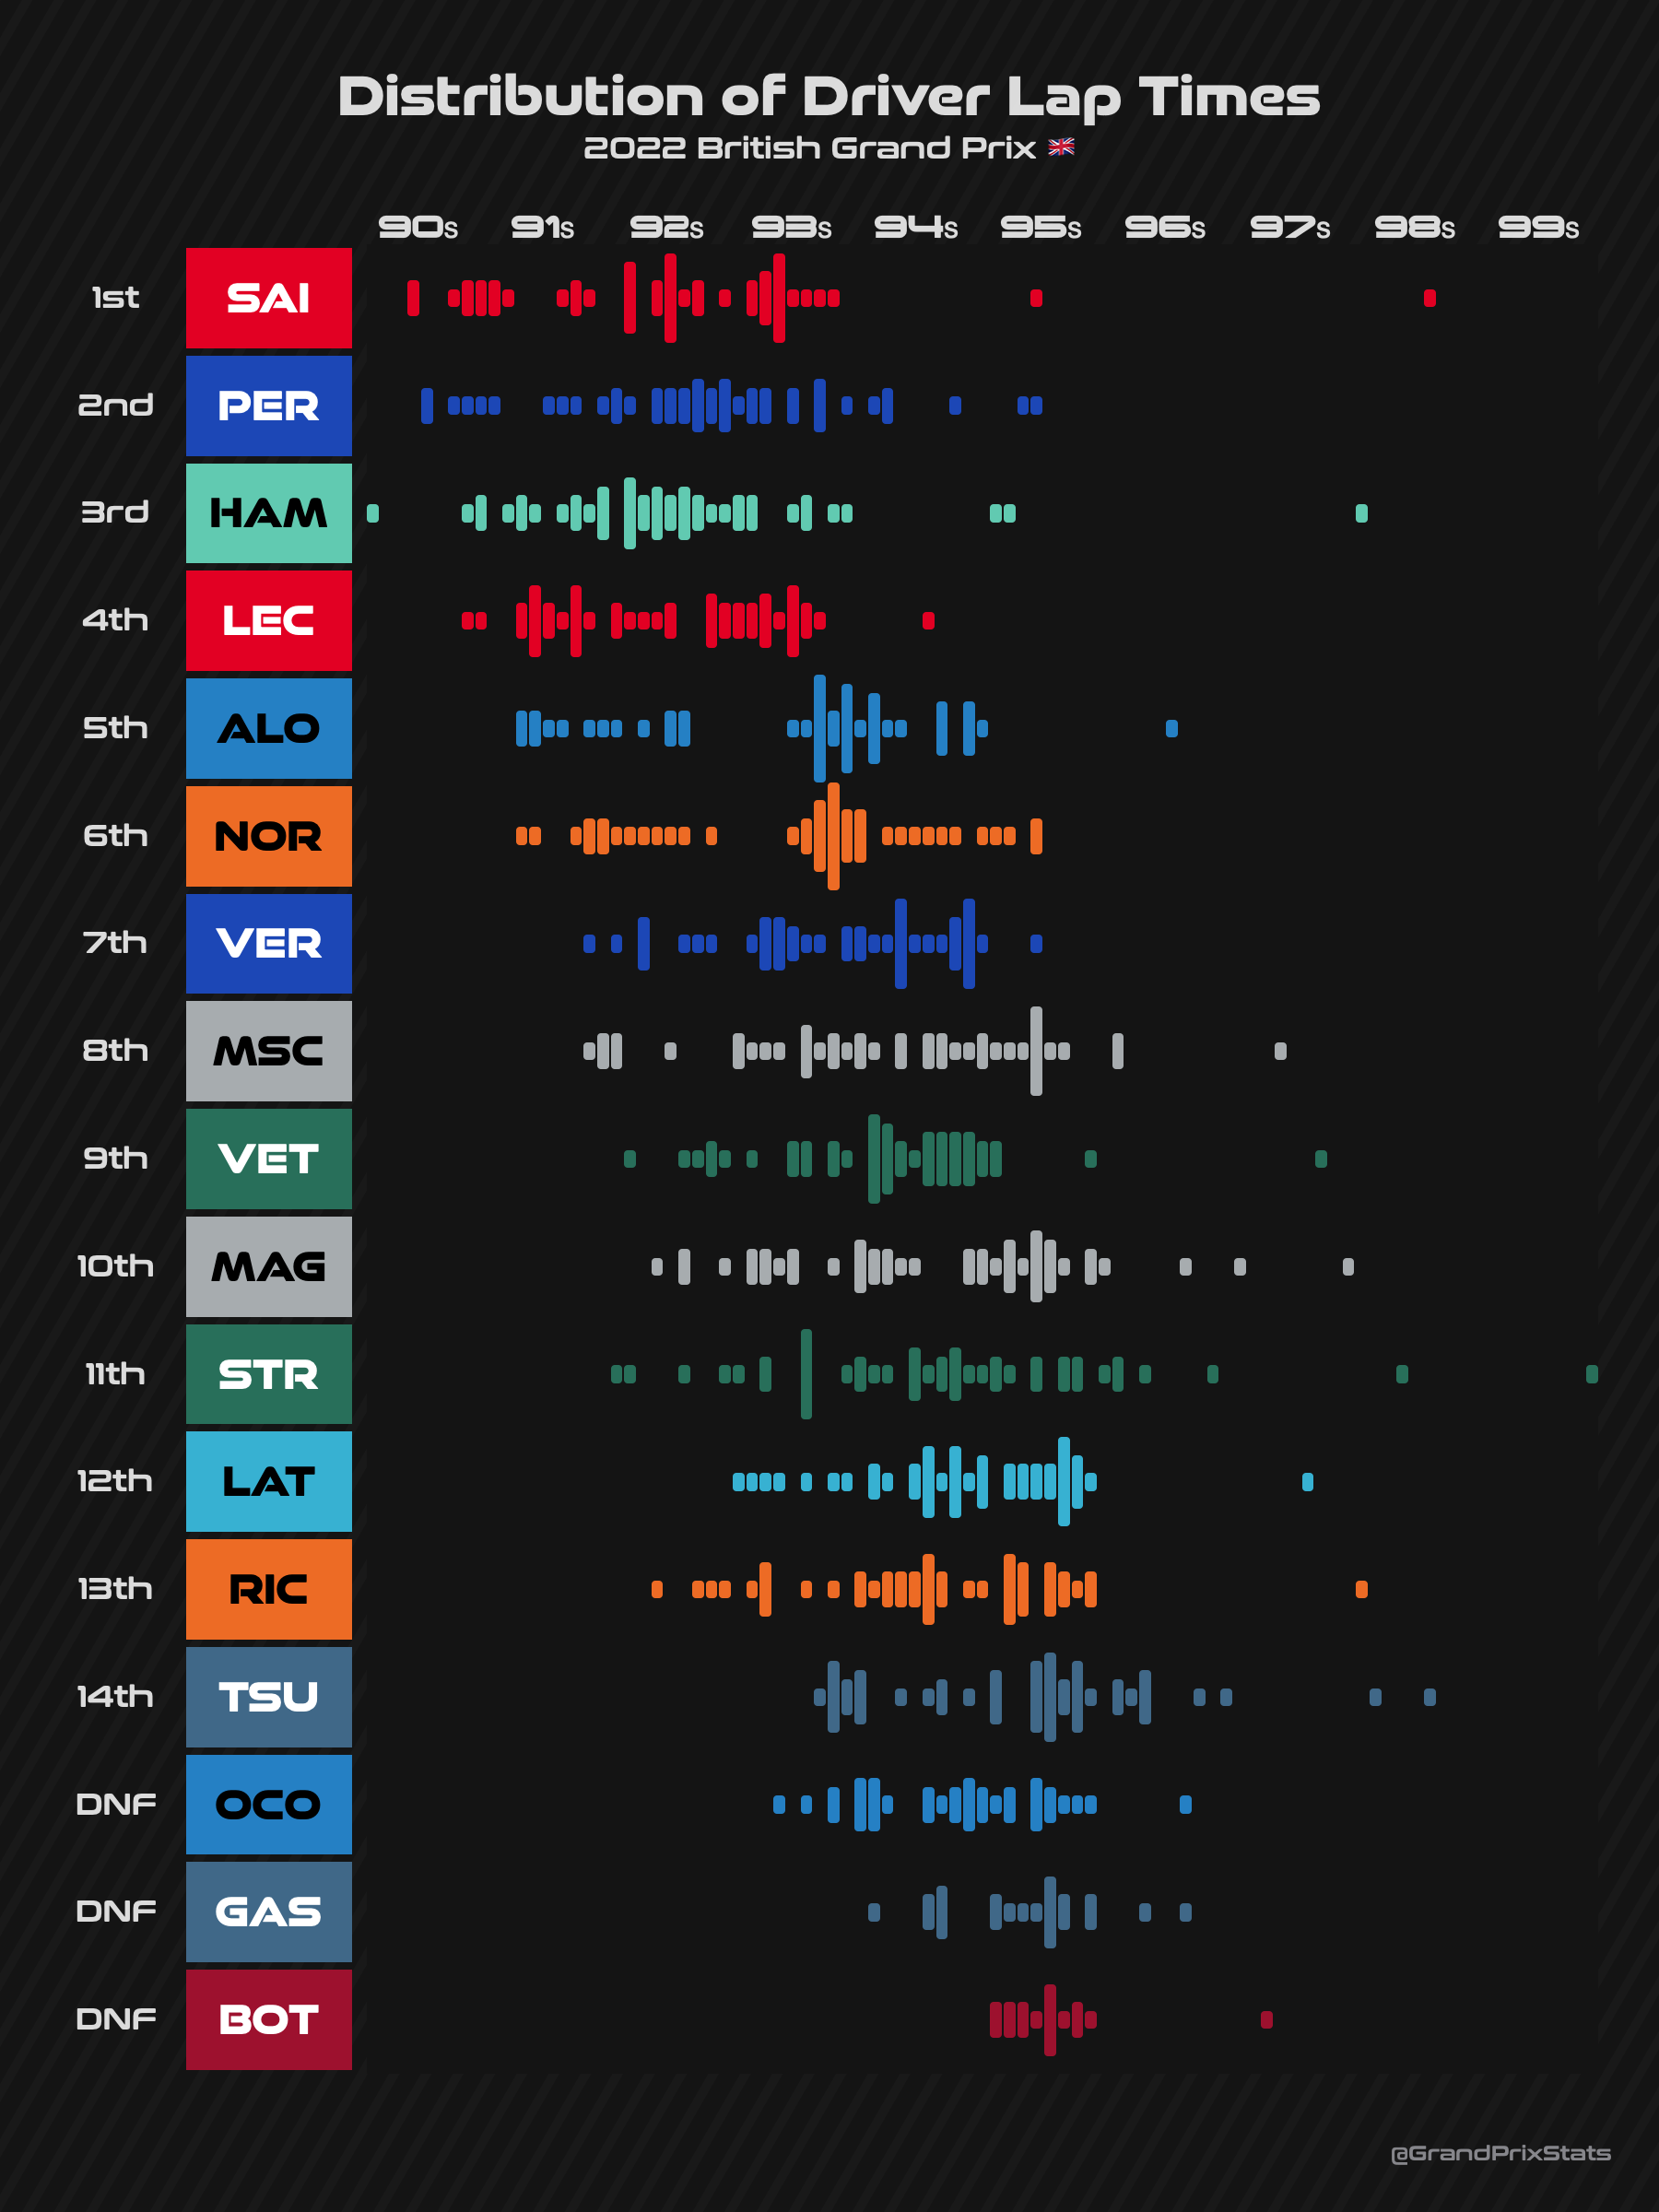 Distribution of Driver Lap Times
2022 British Grand Prix 🇬🇧
90s 91s 92s 93s 94s 95s 96s 97s 98s 99s
1st SAI
2nd PER
3rd HAM
4th LEC
5th ALO
6th NOR
7th VER
8th MSC
9th VET
10th MAG
11th STR
12th LAT
13th RIC
14th TSU
DNF OCO
DNF GAS
DNF BOT
@GrandPrixStats